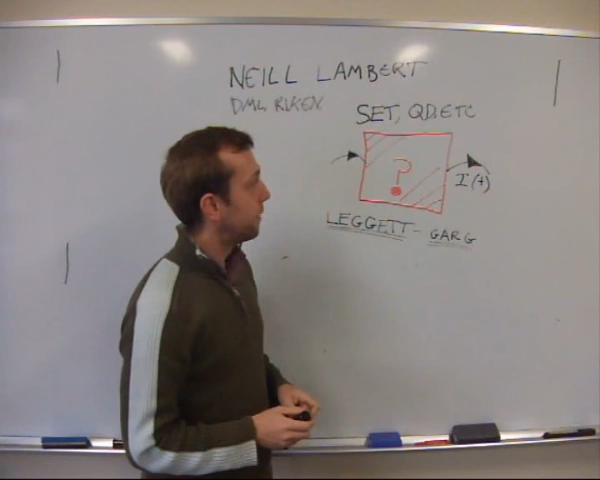 NEILL LAMBERT
DML, RIKEN
SET, QD, ETC
?
I(t)
LEGGETT - GARG